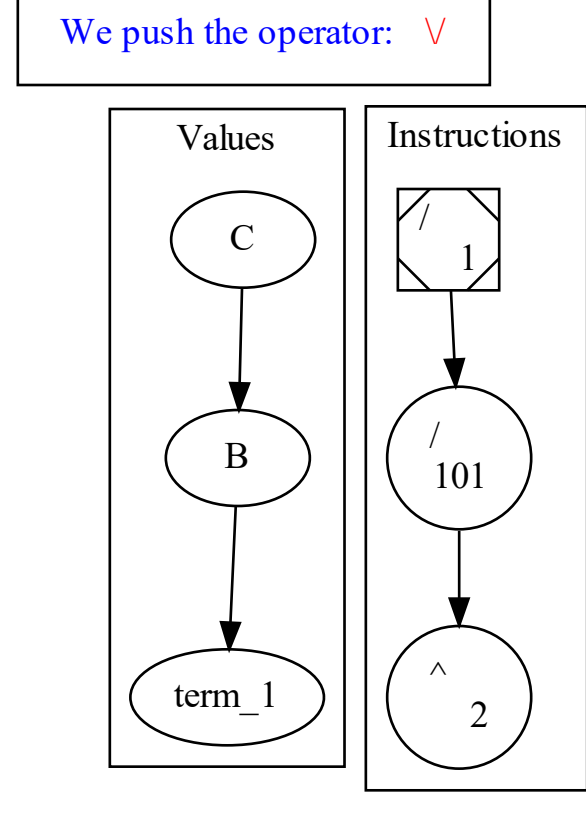 We push the operator: \/
Values
C
B
term_1
Instructions
/
1
/
101
^
2